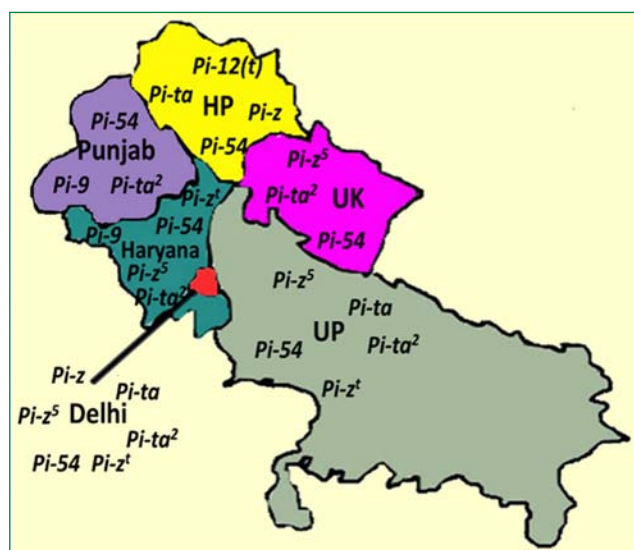 Pi-12(t)
Pi-ta
HP
Pi-z
Pi-54
Pi-54
Punjab
Pi-9
Pi-ta²
Pi-z⁵
Pi-ta²
UK
Pi-54
Pi-zᵗ
Pi-54
Pi-9
Haryana
Pi-z⁵
Pi-ta²
Pi-z⁵
Pi-ta
UP
Pi-54
Pi-ta²
Pi-zᵗ
Pi-z
Pi-ta
Pi-z⁵
Delhi
Pi-ta²
Pi-54
Pi-zᵗ